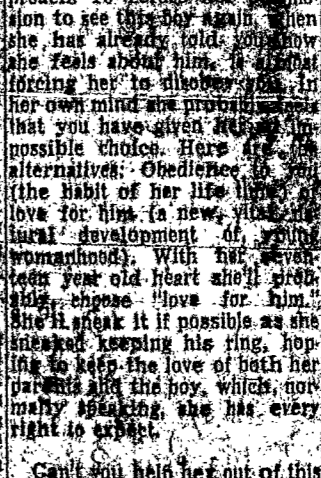 sion to see this boy again, when
she has already told you how
she feels about him, is almost
forcing her to disobey you. In
her own mind she probably feels
that you have given her an im-
possible choice. Here are the
alternatives: Obedience to you
(the habit of her life time) or
love for him (a new, vital, na-
tural development of young
womanhood). With her seven-
teen year old heart she'll prob-
ably choose "love for him."
She'll sneak it if possible as she
sneaked keeping his ring, hop-
ing to keep the love of both her
parents and the boy, which, nor-
mally speaking, she has every
right to expect.
Can't you help her out of this